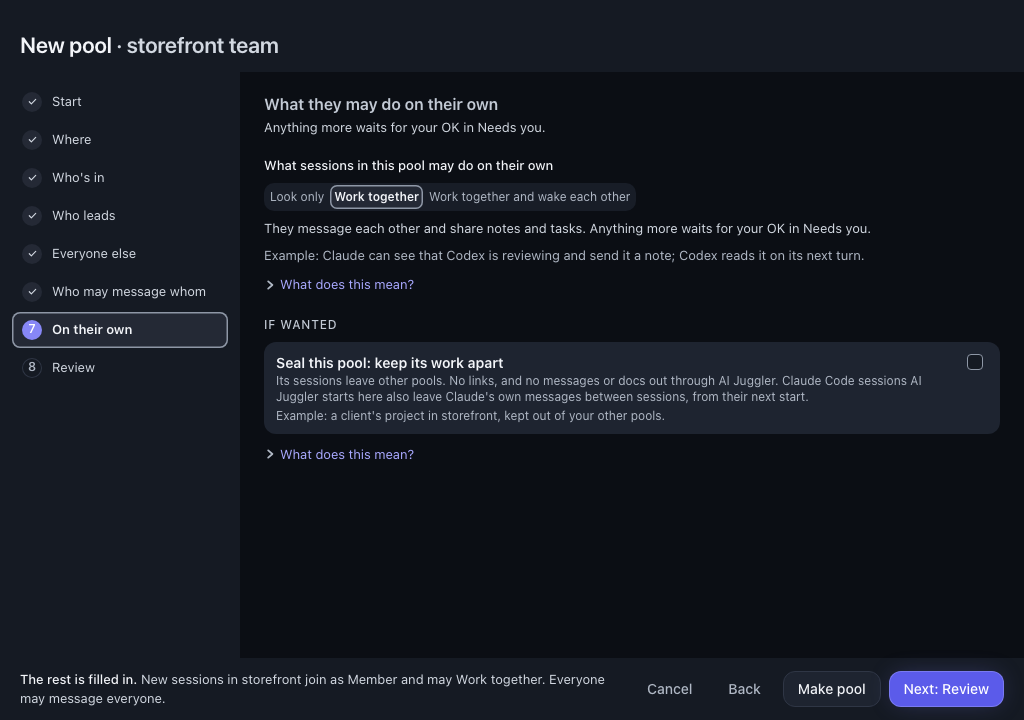 New pool · storefront team
Start
Where
Who's in
Who leads
Everyone else
Who may message whom
7 On their own
8 Review
What they may do on their own
Anything more waits for your OK in Needs you.
What sessions in this pool may do on their own
Look only Work together Work together and wake each other
They message each other and share notes and tasks. Anything more waits for your OK in Needs you.
Example: Claude can see that Codex is reviewing and send it a note; Codex reads it on its next turn.
What does this mean?
IF WANTED
Seal this pool: keep its work apart
Its sessions leave other pools. No links, and no messages or docs out through AI Juggler. Claude Code sessions AI
Juggler starts here also leave Claude's own messages between sessions, from their next start.
Example: a client's project in storefront, kept out of your other pools.
What does this mean?
The rest is filled in. New sessions in storefront join as Member and may Work together. Everyone
may message everyone.
Cancel Back Make pool Next: Review